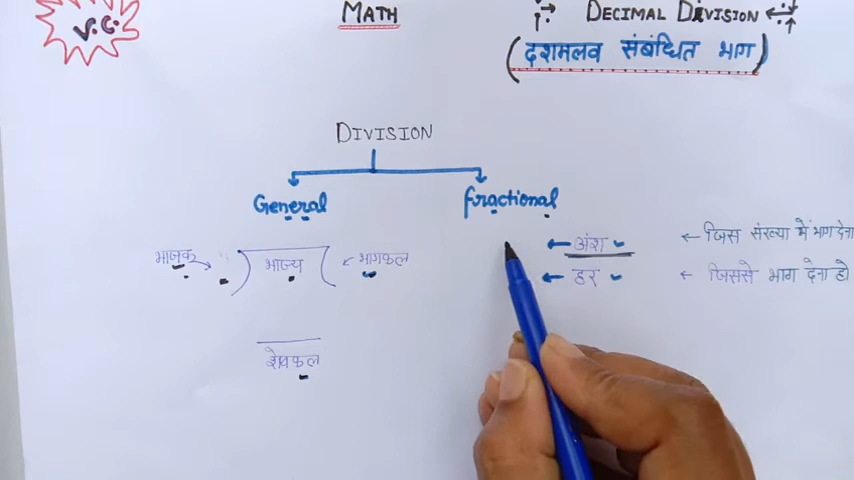 V.G.
MATH
DECIMAL DIVISION
(दशमलव संबंधित भाग)
DIVISION
General
fractional
भाजक
भाज्य
भागफल
शेषफल
अंश
जिस संख्या में भाग देना
हर
जिससे भाग देना हो